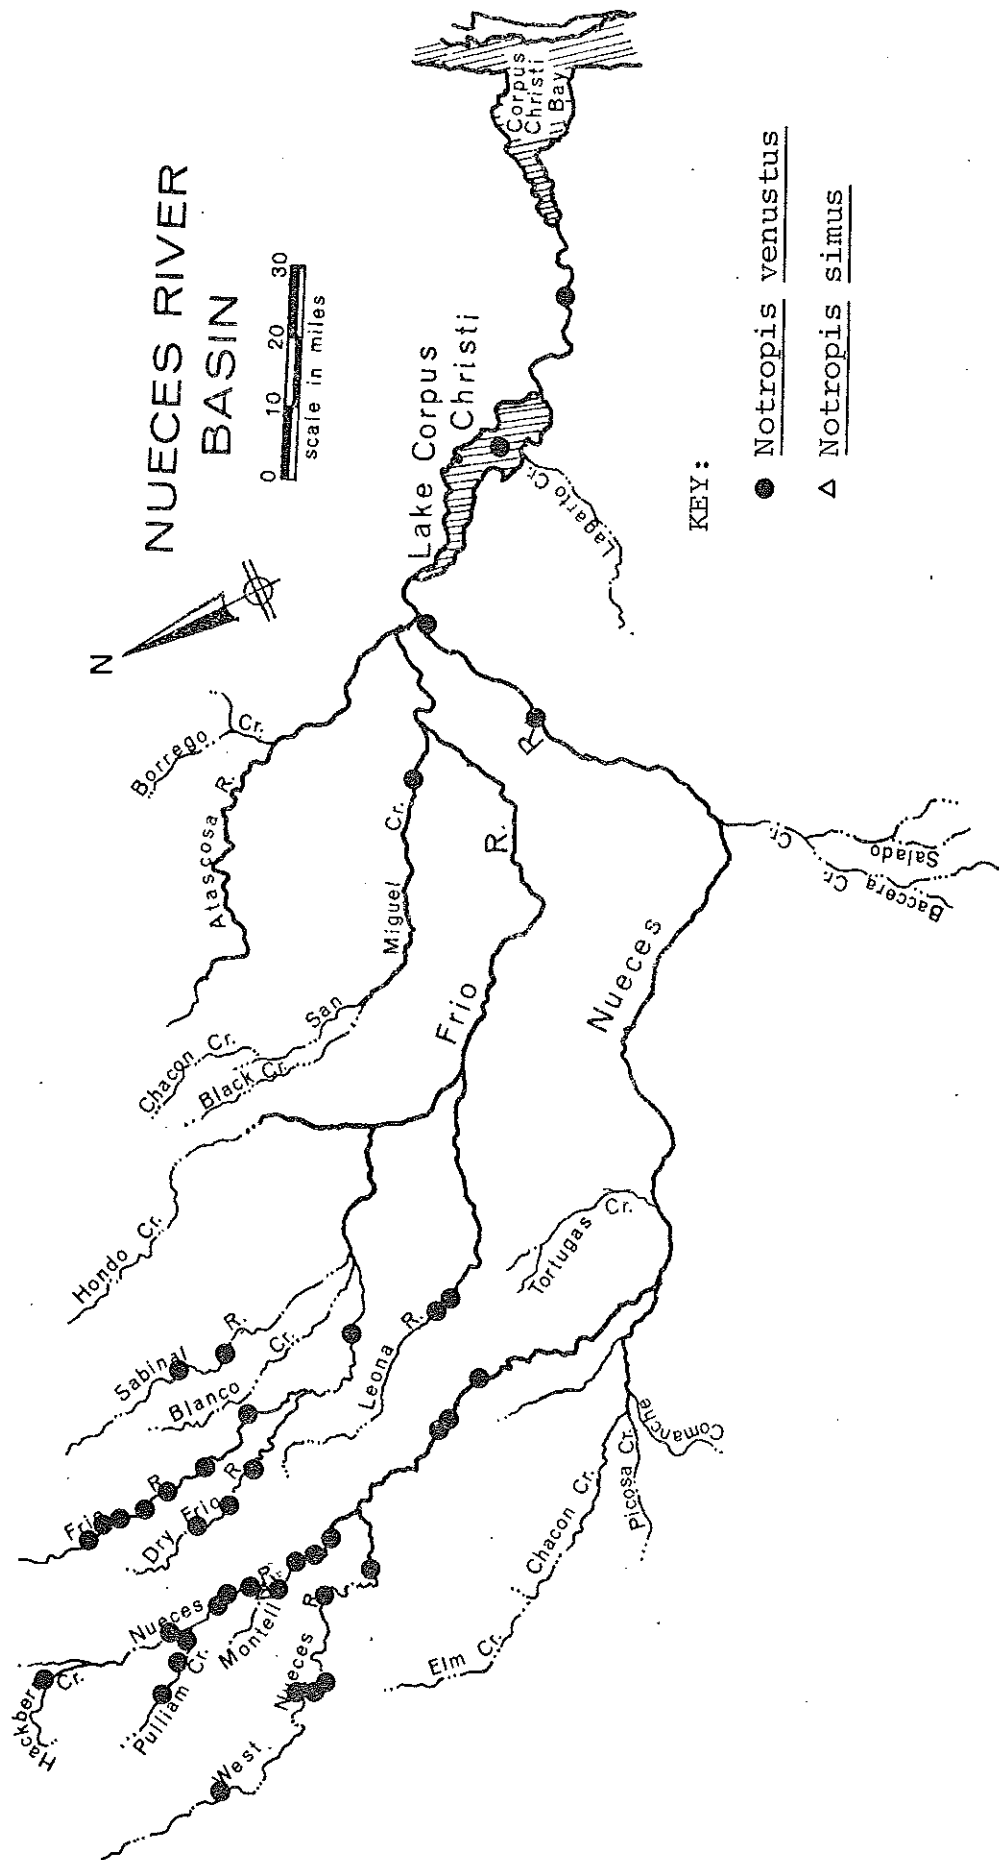 NUECES RIVER
BASIN
0 10 20 30
scale in miles
N
Corpus
Christi
Bay
Lake Corpus
Christi
Lagarto Cr.
KEY:
● Notropis venustus
△ Notropis simus
Borrego Cr.
Atascosa R.
San Miguel Cr.
Chacon Cr.
Black Cr.
Frio R.
Nueces R
Salado Cr.
Baccera Cr.
Hondo Cr.
Sabinal R.
Blanco Cr.
Leona R.
Tortugas Cr.
Frio R.
Dry Frio R.
Nueces R.
Montell
Hackber Cr.
Pulliam Cr.
West Nueces R
Elm Cr.
Chacon Cr.
Picosa Cr.
Comanche